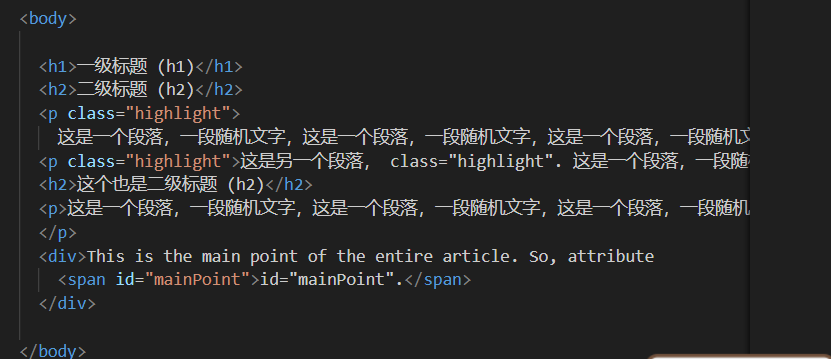 <body>
<h1>一级标题 (h1)</h1>
<h2>二级标题 (h2)</h2>
<p class="highlight">
这是一个段落，一段随机文字，这是一个段落，一段随机文字，这是一个段落，一段随机文
<p class="highlight">这是另一个段落， class="highlight". 这是一个段落，一段随
<h2>这个也是二级标题 (h2)</h2>
<p>这是一个段落，一段随机文字，这是一个段落，一段随机文字，这是一个段落，一段随机
</p>
<div>This is the main point of the entire article. So, attribute
<span id="mainPoint">id="mainPoint".</span>
</div>
</body>